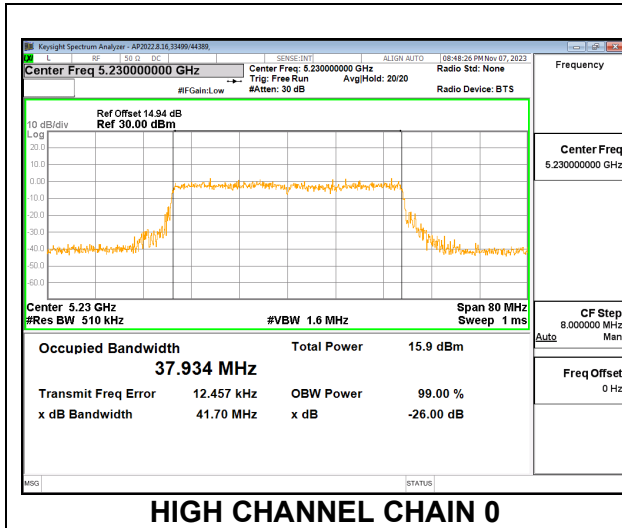 Keysight Spectrum Analyzer - AP2022.8.16,33499/44389,
L RF 50 Ω DC SENSE:INT ALIGN AUTO 08:48:26 PM Nov 07, 2023
Center Freq 5.230000000 GHz
Center Freq: 5.230000000 GHz Radio Std: None
Trig: Free Run Avg|Hold: 20/20
#IFGain:Low #Atten: 30 dB Radio Device: BTS
Frequency
Ref Offset 14.94 dB
10 dB/div Ref 30.00 dBm
Log
20.0
10.0
0.00
-10.0
-20.0
-30.0
-40.0
-50.0
-60.0
Center 5.23 GHz Span 80 MHz
#Res BW 510 kHz #VBW 1.6 MHz Sweep 1 ms
Occupied Bandwidth Total Power 15.9 dBm
37.934 MHz
Transmit Freq Error 12.457 kHz OBW Power 99.00 %
x dB Bandwidth 41.70 MHz x dB -26.00 dB
Center Freq
5.230000000 GHz
CF Step
8.000000 MHz
Auto Man
Freq Offset
0 Hz
MSG STATUS
HIGH CHANNEL CHAIN 0